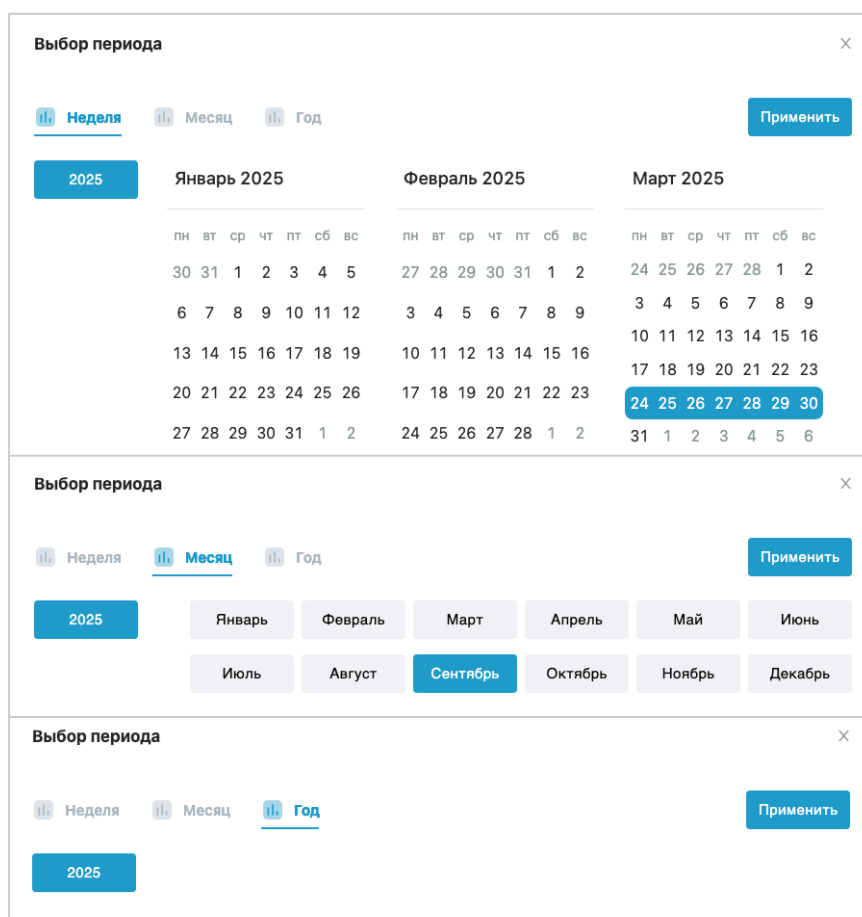 Выбор периода
Неделя Месяц Год Применить
2025 Январь 2025 Февраль 2025 Март 2025
пн вт ср чт пт сб вс пн вт ср чт пт сб вс пн вт ср чт пт сб вс
30 31 1 2 3 4 5 27 28 29 30 31 1 2 24 25 26 27 28 1 2
6 7 8 9 10 11 12 3 4 5 6 7 8 9 3 4 5 6 7 8 9
13 14 15 16 17 18 19 10 11 12 13 14 15 16 10 11 12 13 14 15 16
20 21 22 23 24 25 26 17 18 19 20 21 22 23 17 18 19 20 21 22 23
27 28 29 30 31 1 2 24 25 26 27 28 1 2 24 25 26 27 28 29 30
31 1 2 3 4 5 6
Выбор периода
Неделя Месяц Год Применить
2025 Январь Февраль Март Апрель Май Июнь
Июль Август Сентябрь Октябрь Ноябрь Декабрь
Выбор периода
Неделя Месяц Год Применить
2025